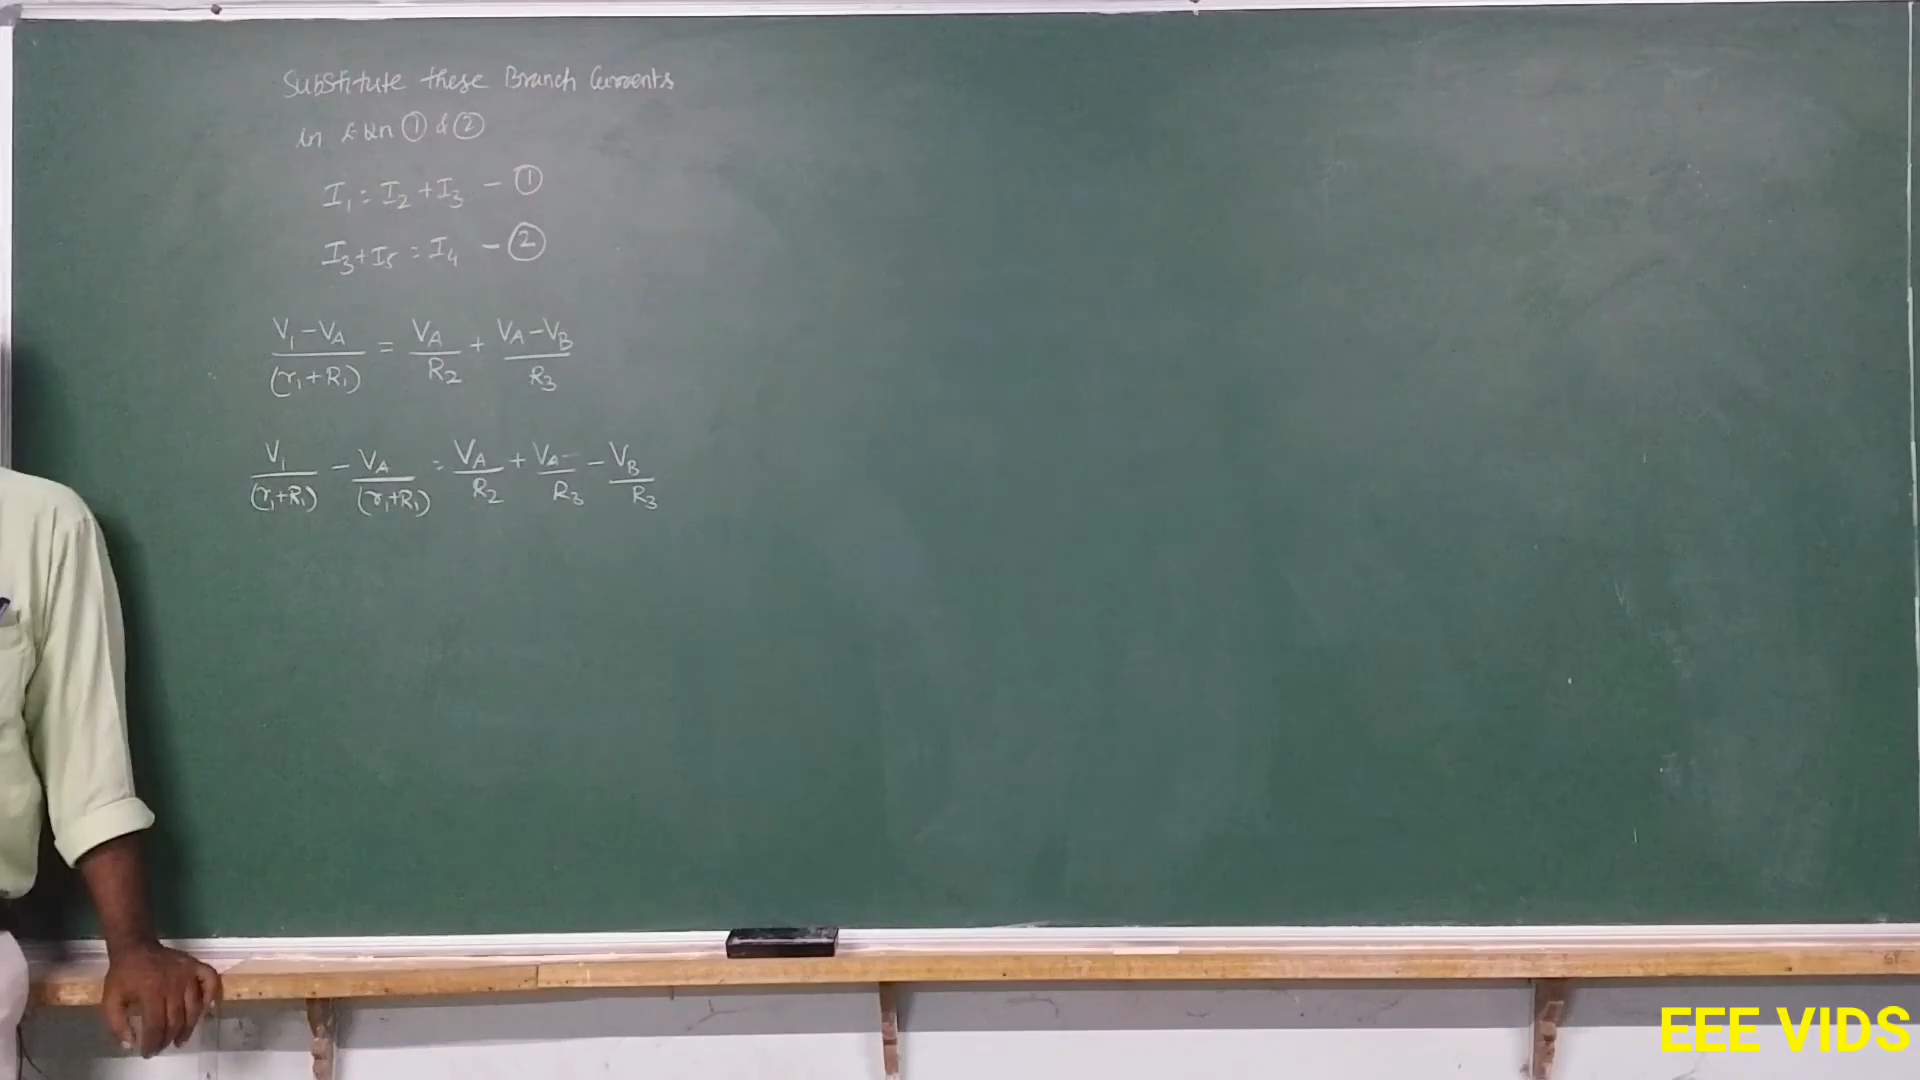 Substitute these Branch Currents
in Eqn ① & ②
I₁ = I₂ + I₃ - ①
I₃ + I₅ = I₄ - ②
(V₁ - V_A)/(r₁ + R₁) = V_A/R₂ + (V_A - V_B)/R₃
V₁/(r₁ + R₁) - V_A/(r₁ + R₁) = V_A/R₂ + V_A/R₃ - V_B/R₃
EEE VIDS